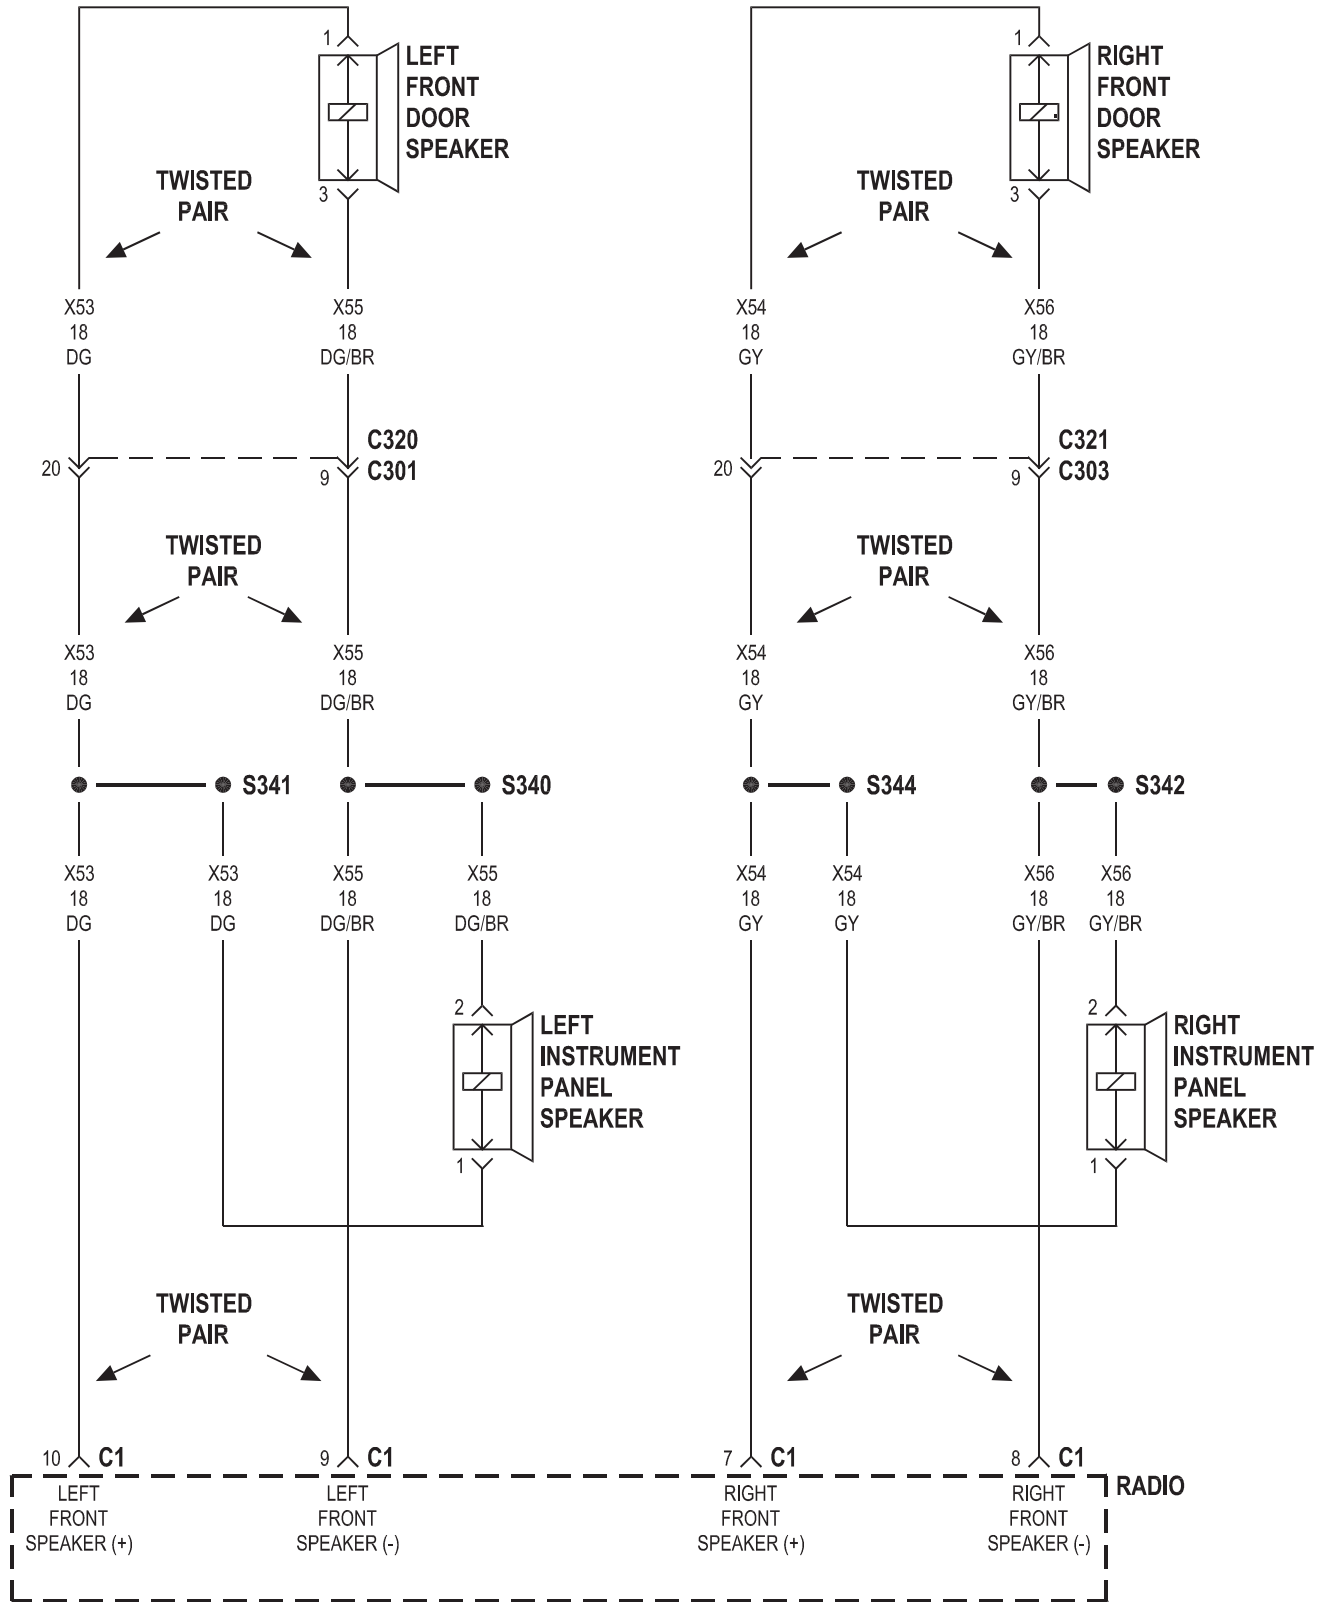 1
LEFT
FRONT
DOOR
SPEAKER
3
1
RIGHT
FRONT
DOOR
SPEAKER
3
TWISTED
PAIR
TWISTED
PAIR
X53
18
DG
X55
18
DG/BR
X54
18
GY
X56
18
GY/BR
20
9
C320
C301
20
9
C321
C303
TWISTED
PAIR
TWISTED
PAIR
X53
18
DG
X55
18
DG/BR
X54
18
GY
X56
18
GY/BR
S341
S340
S344
S342
X53
18
DG
X53
18
DG
X55
18
DG/BR
X55
18
DG/BR
X54
18
GY
X54
18
GY
X56
18
GY/BR
X56
18
GY/BR
2
LEFT
INSTRUMENT
PANEL
SPEAKER
1
2
RIGHT
INSTRUMENT
PANEL
SPEAKER
1
TWISTED
PAIR
TWISTED
PAIR
10 C1
9 C1
7 C1
8 C1
RADIO
LEFT
FRONT
SPEAKER (+)
LEFT
FRONT
SPEAKER (-)
RIGHT
FRONT
SPEAKER (+)
RIGHT
FRONT
SPEAKER (-)